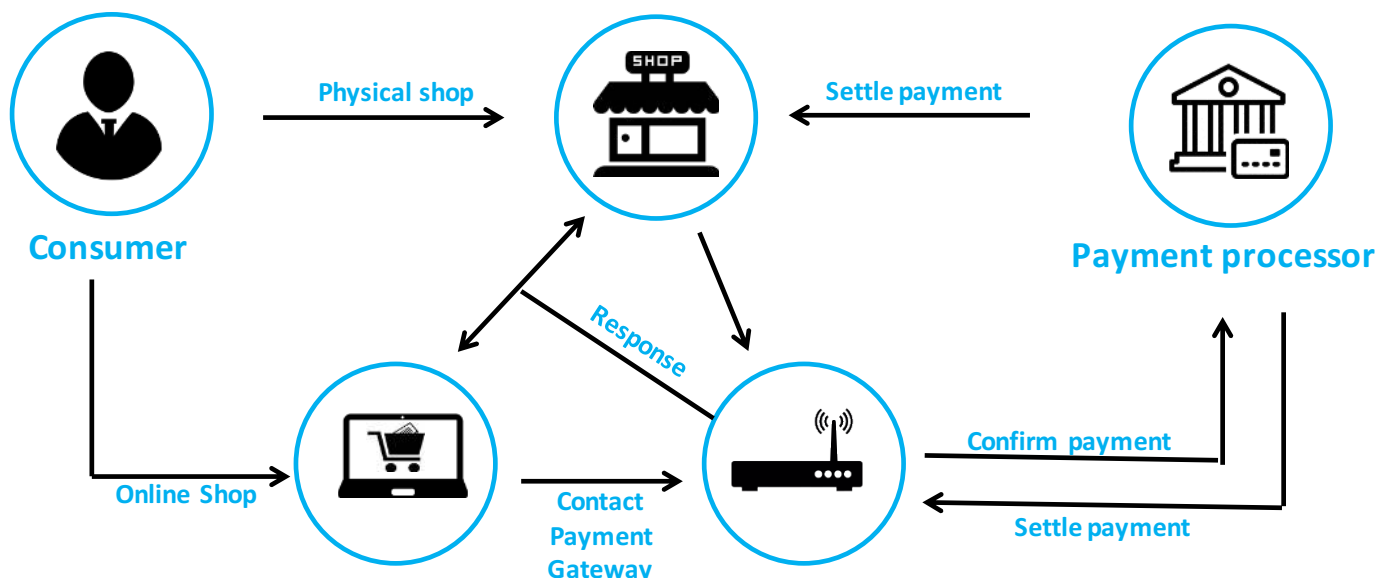 SHOP
Physical shop
Settle payment
Consumer
Payment processor
Response
Confirm payment
Online Shop
Contact
Payment
Gateway
Settle payment